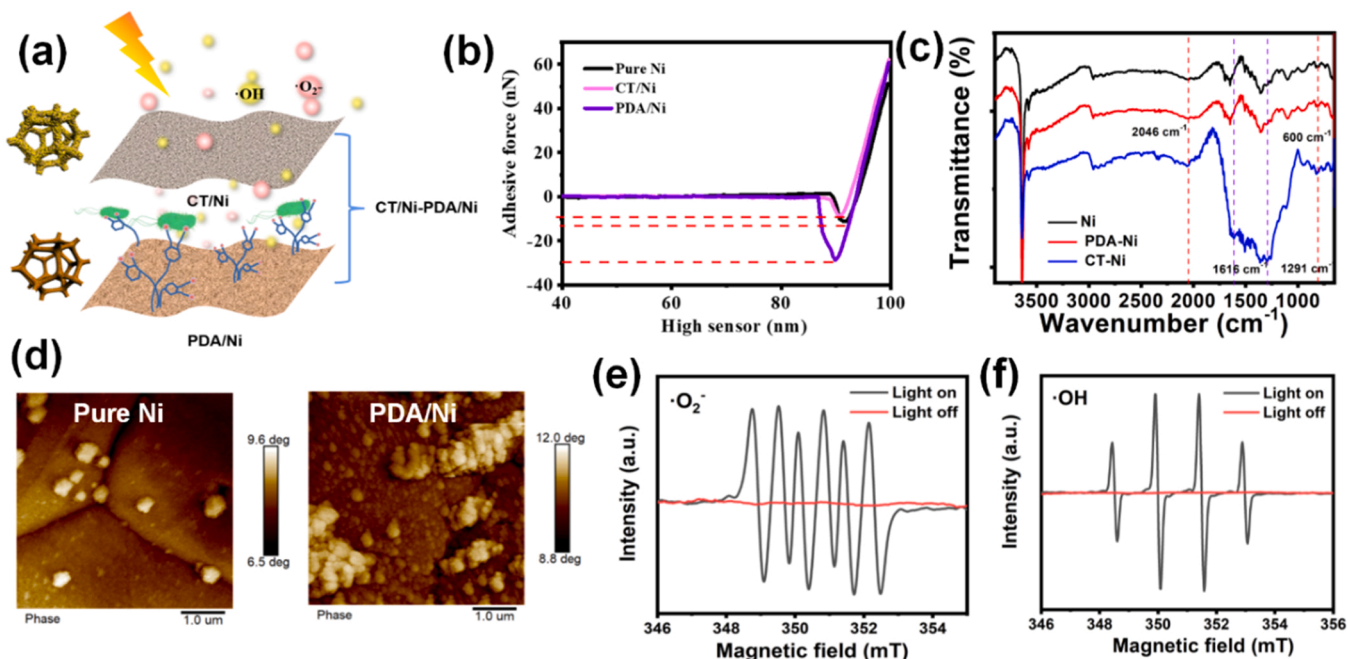 (a)
·OH
·O₂-
CT/Ni
CT/Ni-PDA/Ni
PDA/Ni
(b)
Adhesive force (nN)
60
40
20
0
-20
-40
Pure Ni
CT/Ni
PDA/Ni
40
60
80
100
High sensor (nm)
(c)
Transmittance (%)
2046 cm⁻¹
600 cm⁻¹
Ni
PDA-Ni
CT-Ni
1616 cm⁻¹
1291 cm⁻¹
3500 3000 2500 2000 1500 1000
Wavenumber (cm⁻¹)
(d)
Pure Ni
9.6 deg
6.5 deg
Phase
1.0 um
PDA/Ni
12.0 deg
8.8 deg
Phase
1.0 um
(e)
·O₂⁻
Light on
Light off
Intensity (a.u.)
346 348 350 352 354
Magnetic field (mT)
(f)
·OH
Light on
Light off
Intensity (a.u.)
346 348 350 352 354 356
Magnetic field (mT)